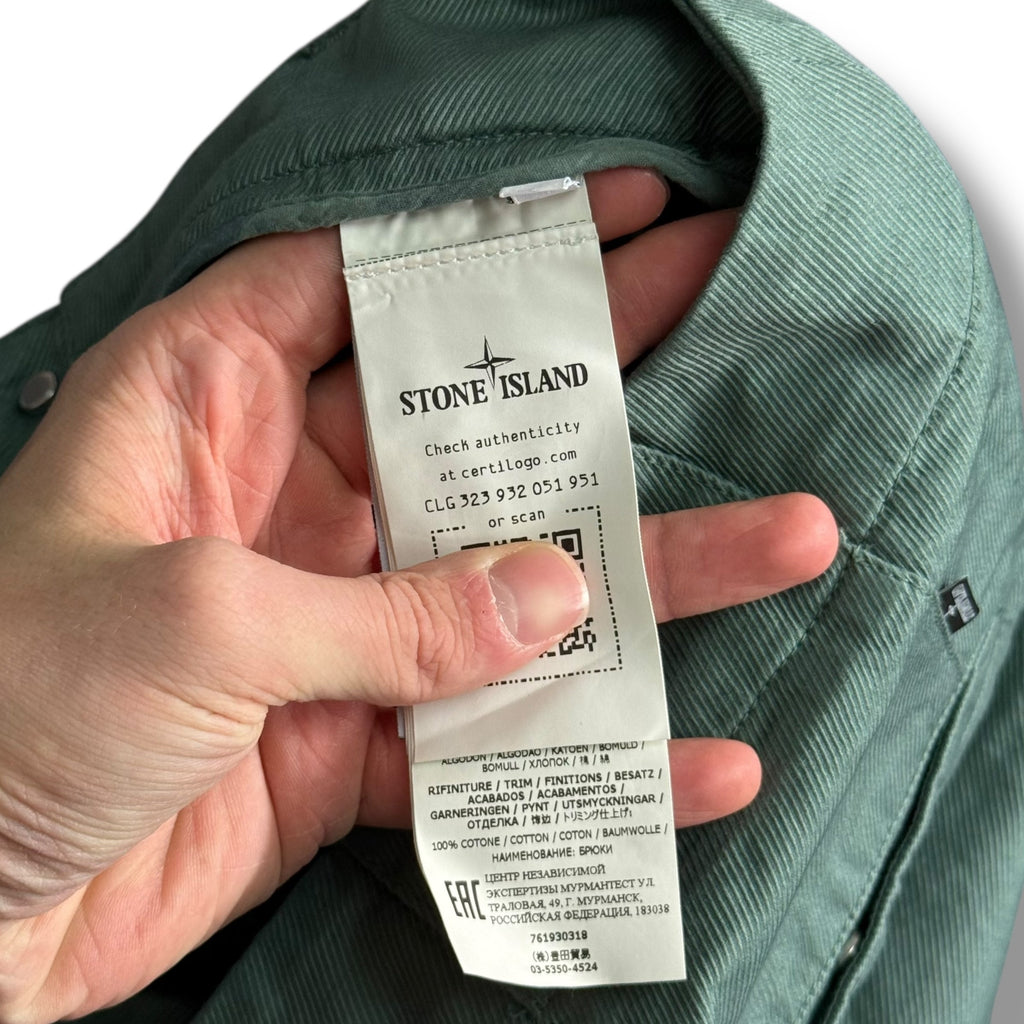 STONE ISLAND
Check authenticity
at certilogo.com
CLG 323 932 051 951
or scan
ALGODON / ALGODÃO / KATOEN / BOMULD /
BOMULL / ХЛОПОК / 棉 / 綿
RIFINITURE / TRIM / FINITIONS / BESATZ /
ACABADOS / ACABAMENTOS /
GARNERINGEN / PYNT / UTSMYCKNINGAR /
ОТДЕЛКА / 饰边 / トリミング仕上げ:
100% COTONE / COTTON / COTON / BAUMWOLLE /
НАИМЕНОВАНИЕ: БРЮКИ
EAC
ЦЕНТР НЕЗАВИСИМОЙ
ЭКСПЕРТИЗЫ МУРМАНТЕСТ УЛ.
ТРАЛОВАЯ, 49, Г. МУРМАНСК,
РОССИЙСКАЯ ФЕДЕРАЦИЯ, 183038
761930318
(株)豊田貿易
03-5350-4524